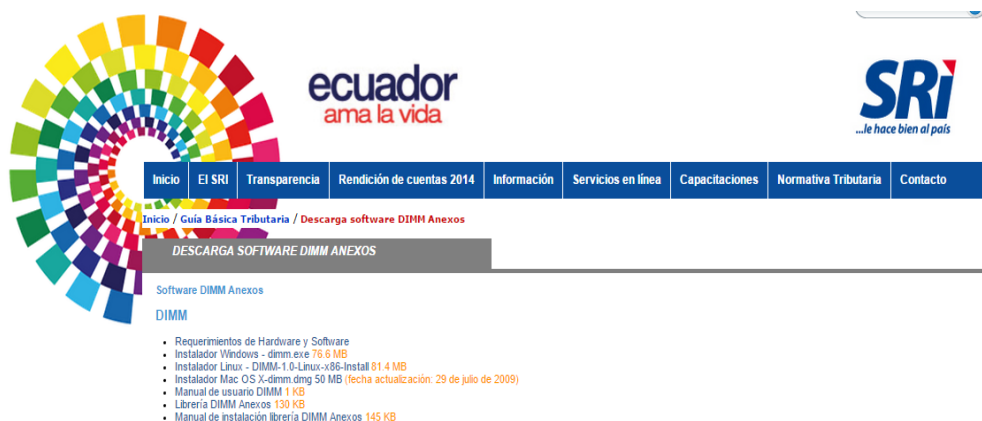 ecuador
ama la vida
SRi
...le hace bien al país
Inicio El SRI Transparencia Rendición de cuentas 2014 Información Servicios en línea Capacitaciones Normativa Tributaria Contacto
Inicio / Guía Básica Tributaria / Descarga software DIMM Anexos
DESCARGA SOFTWARE DIMM ANEXOS
Software DIMM Anexos
DIMM
Requerimientos de Hardware y Software
Instalador Windows - dimm.exe 76.6 MB
Instalador Linux - DIMM-1.0-Linux-x86-Install 81.4 MB
Instalador Mac OS X-dimm.dmg 50 MB (fecha actualización: 29 de julio de 2009)
Manual de usuario DIMM 1 KB
Librería DIMM Anexos 130 KB
Manual de instalación librería DIMM Anexos 145 KB